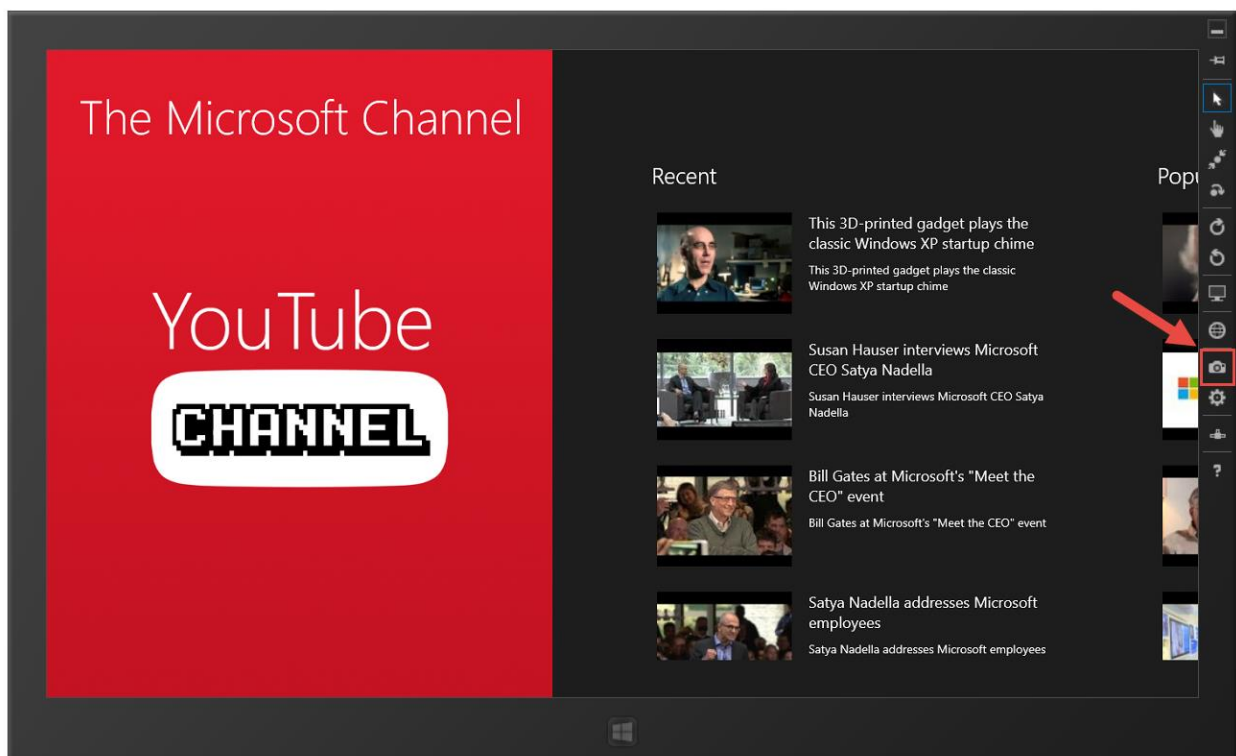 The Microsoft Channel
YouTube
CHANNEL
Recent
This 3D-printed gadget plays the
classic Windows XP startup chime
This 3D-printed gadget plays the classic
Windows XP startup chime
Susan Hauser interviews Microsoft
CEO Satya Nadella
Susan Hauser interviews Microsoft CEO Satya
Nadella
Bill Gates at Microsoft's "Meet the
CEO" event
Bill Gates at Microsoft's "Meet the CEO" event
Satya Nadella addresses Microsoft
employees
Satya Nadella addresses Microsoft employees
Popu
?